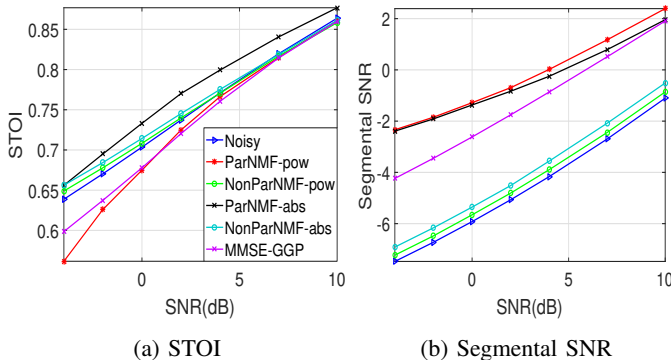 0.85
0.8
0.75
0.7
0.65
0.6
STOI
0
5
10
SNR(dB)
Noisy
ParNMF-pow
NonParNMF-pow
ParNMF-abs
NonParNMF-abs
MMSE-GGP
(a) STOI
2
0
-2
-4
-6
Segmental SNR
0
5
10
SNR(dB)
(b) Segmental SNR